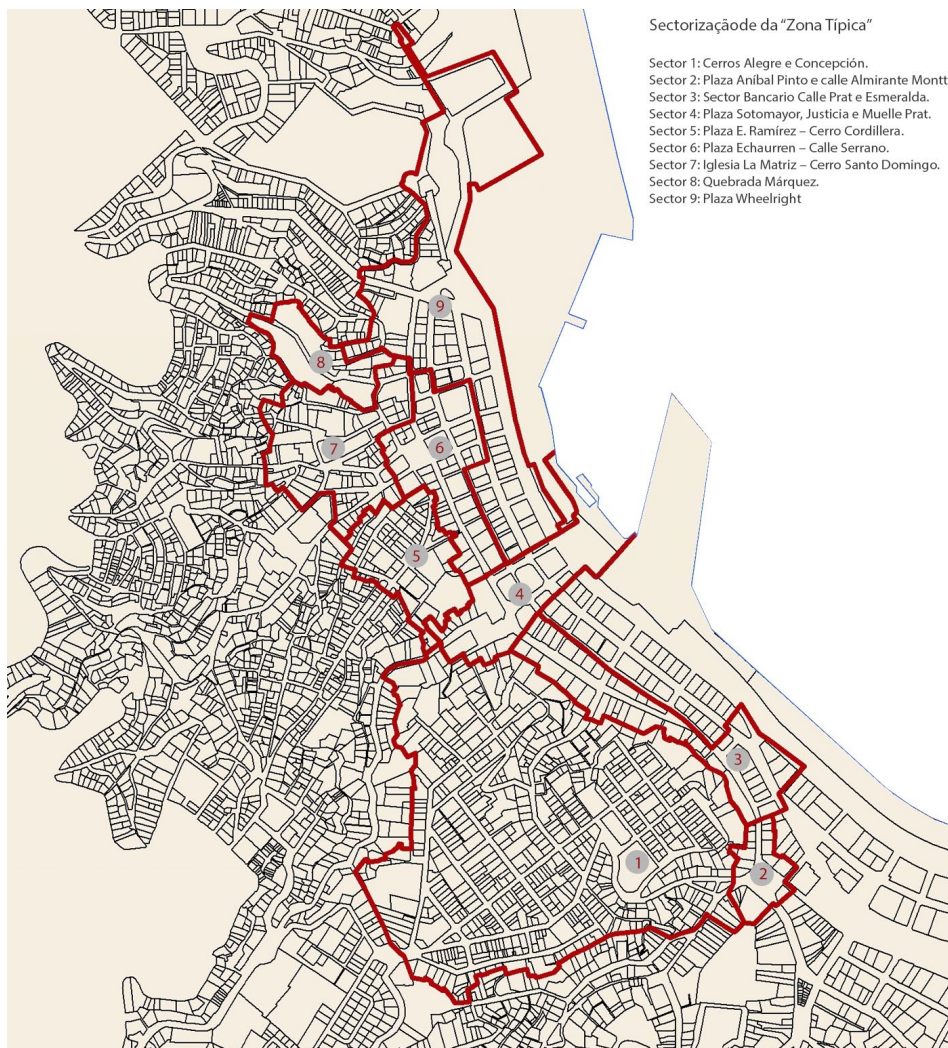 Sectorizaçãode da “Zona Típica”
Sector 1: Cerros Alegre e Concepción.
Sector 2: Plaza Aníbal Pinto e calle Almirante Montt
Sector 3: Sector Bancario Calle Prat e Esmeralda.
Sector 4: Plaza Sotomayor, Justicia e Muelle Prat.
Sector 5: Plaza E. Ramírez – Cerro Cordillera.
Sector 6: Plaza Echaurren – Calle Serrano.
Sector 7: Iglesia La Matriz – Cerro Santo Domingo.
Sector 8: Quebrada Márquez.
Sector 9: Plaza Wheelright
9
8
7
6
5
4
3
1
2